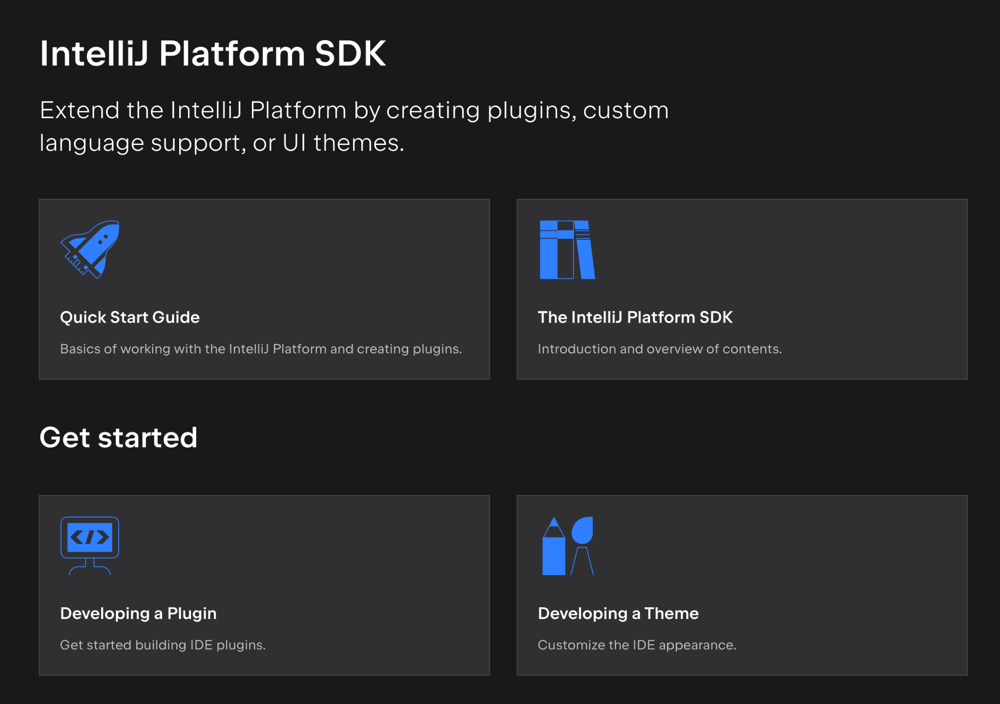 IntelliJ Platform SDK
Extend the IntelliJ Platform by creating plugins, custom
language support, or UI themes.
Quick Start Guide
Basics of working with the IntelliJ Platform and creating plugins.
The IntelliJ Platform SDK
Introduction and overview of contents.
Get started
</>
Developing a Plugin
Get started building IDE plugins.
Developing a Theme
Customize the IDE appearance.